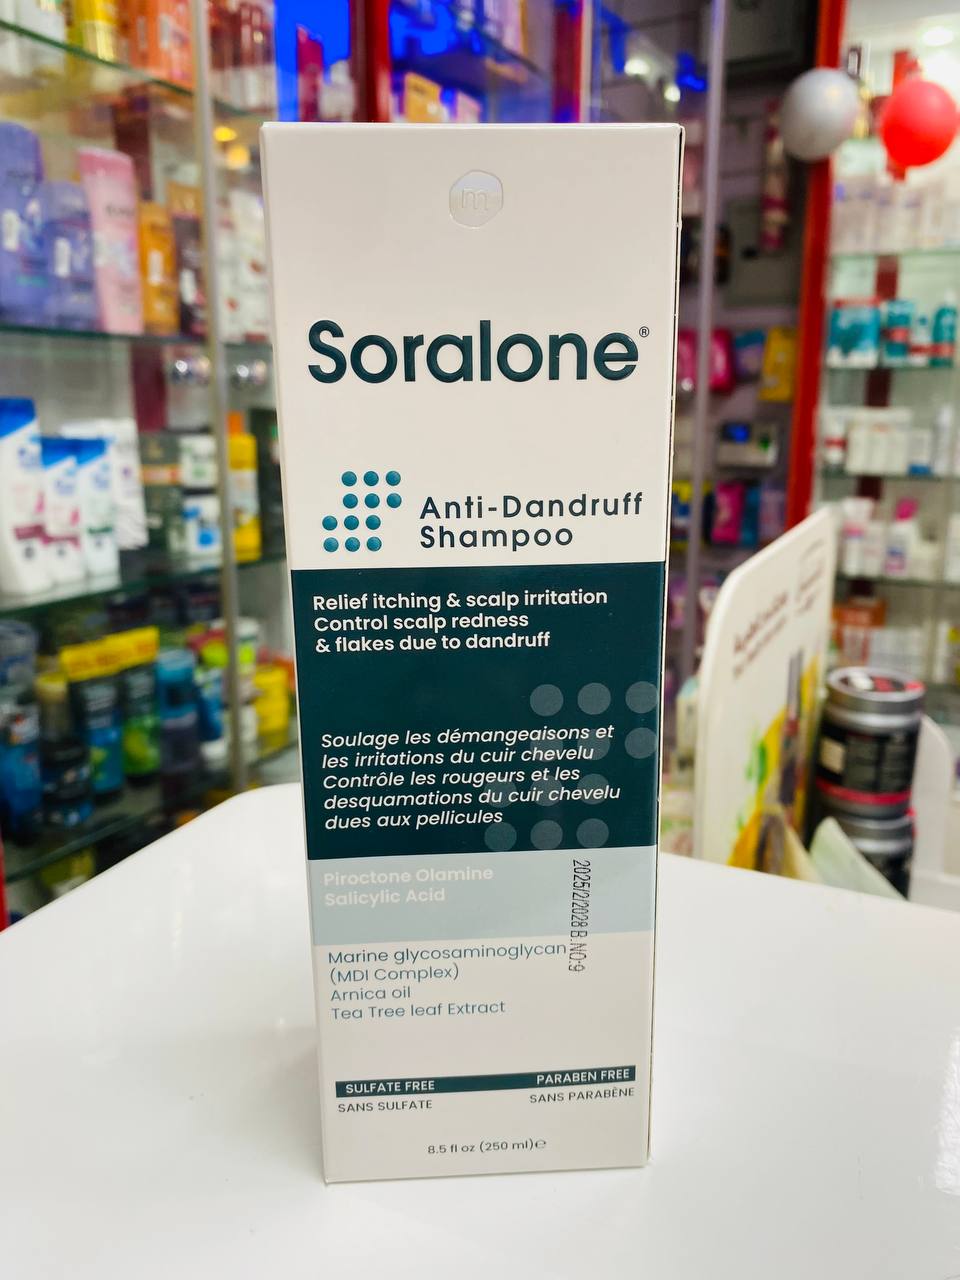 m
Soralone®
Anti-Dandruff
Shampoo
Relief itching & scalp irritation
Control scalp redness
& flakes due to dandruff
Soulage les démangeaisons et
les irritations du cuir chevelu
Contrôle les rougeurs et les
desquamations du cuir chevelu
dues aux pellicules
Piroctone Olamine
Salicylic Acid
2025/2/2028 B.NO:9
Marine glycosaminoglycan
(MDI Complex)
Arnica oil
Tea Tree leaf Extract
SULFATE FREE
PARABEN FREE
SANS SULFATE
SANS PARABÈNE
8.5 fl oz (250 ml)℮